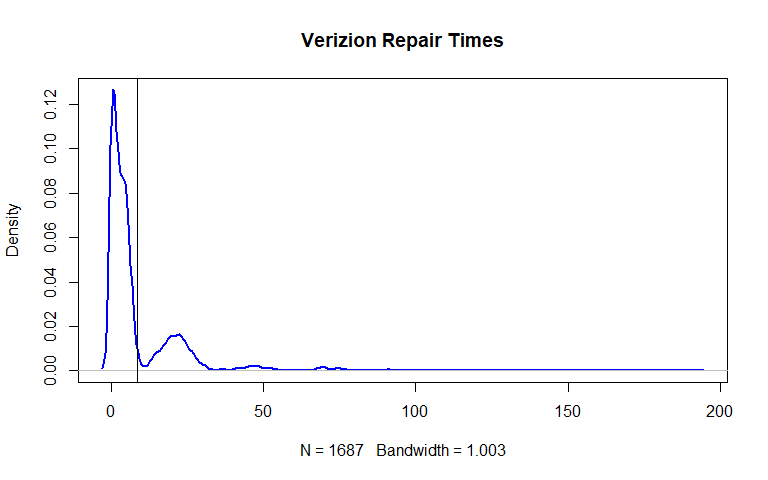 Verizion Repair Times
Density
0.00 0.02 0.04 0.06 0.08 0.10 0.12
0 50 100 150 200
N = 1687 Bandwidth = 1.003